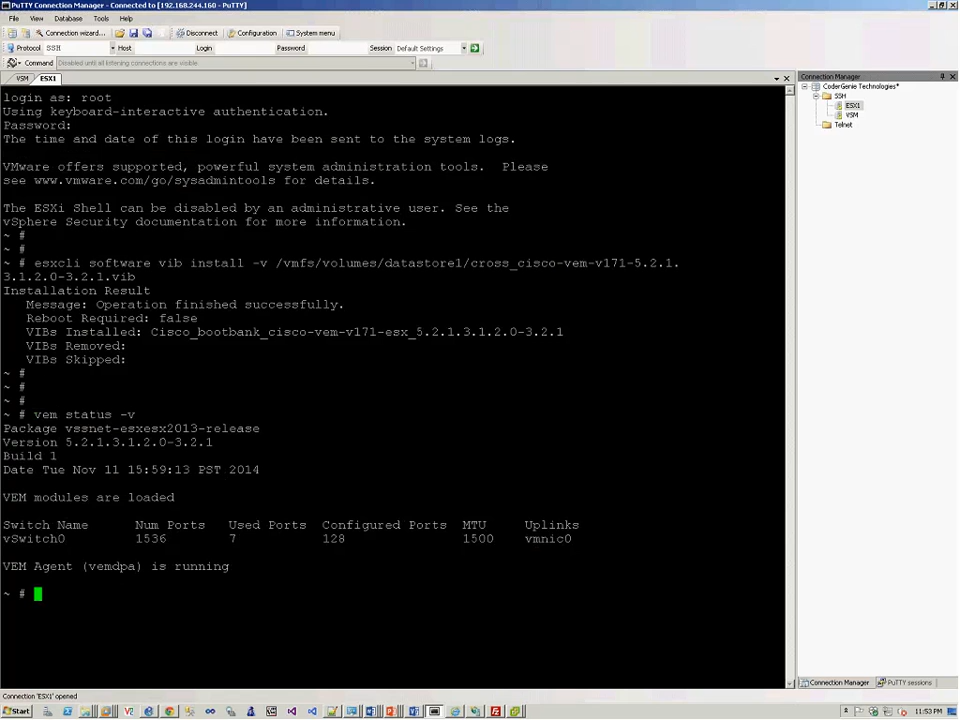 PuTTY Connection Manager - Connected to [192.168.244.160 - PuTTY]
File View Database Tools Help
Connection wizard... Disconnect Configuration System menu
Protocol SSH Host Login Password Session Default Settings
Command Disabled until all listening connections are visible
VSM ESX1
login as: root
Using keyboard-interactive authentication.
Password:
The time and date of this login have been sent to the system logs.
VMware offers supported, powerful system administration tools.  Please
see www.vmware.com/go/sysadmintools for details.
The ESXi Shell can be disabled by an administrative user. See the
vSphere Security documentation for more information.
~ #
~ #
~ # esxcli software vib install -v /vmfs/volumes/datastore1/cross_cisco-vem-v171-5.2.1.
3.1.2.0-3.2.1.vib
Installation Result
   Message: Operation finished successfully.
   Reboot Required: false
   VIBs Installed: Cisco_bootbank_cisco-vem-v171-esx_5.2.1.3.1.2.0-3.2.1
   VIBs Removed:
   VIBs Skipped:
~ #
~ #
~ #
~ # vem status -v
Package vssnet-esxesx2013-release
Version 5.2.1.3.1.2.0-3.2.1
Build 1
Date Tue Nov 11 15:59:13 PST 2014
VEM modules are loaded
Switch Name      Num Ports   Used Ports  Configured Ports  MTU     Uplinks
vSwitch0         1536        7           128               1500    vmnic0
VEM Agent (vemdpa) is running
~ #
Connection Manager
CoderGenie Technologies*
SSH
ESX1
VSM
Telnet
Connection Manager PuTTY sessions
Connection 'ESX1' opened
Start 11:53 PM